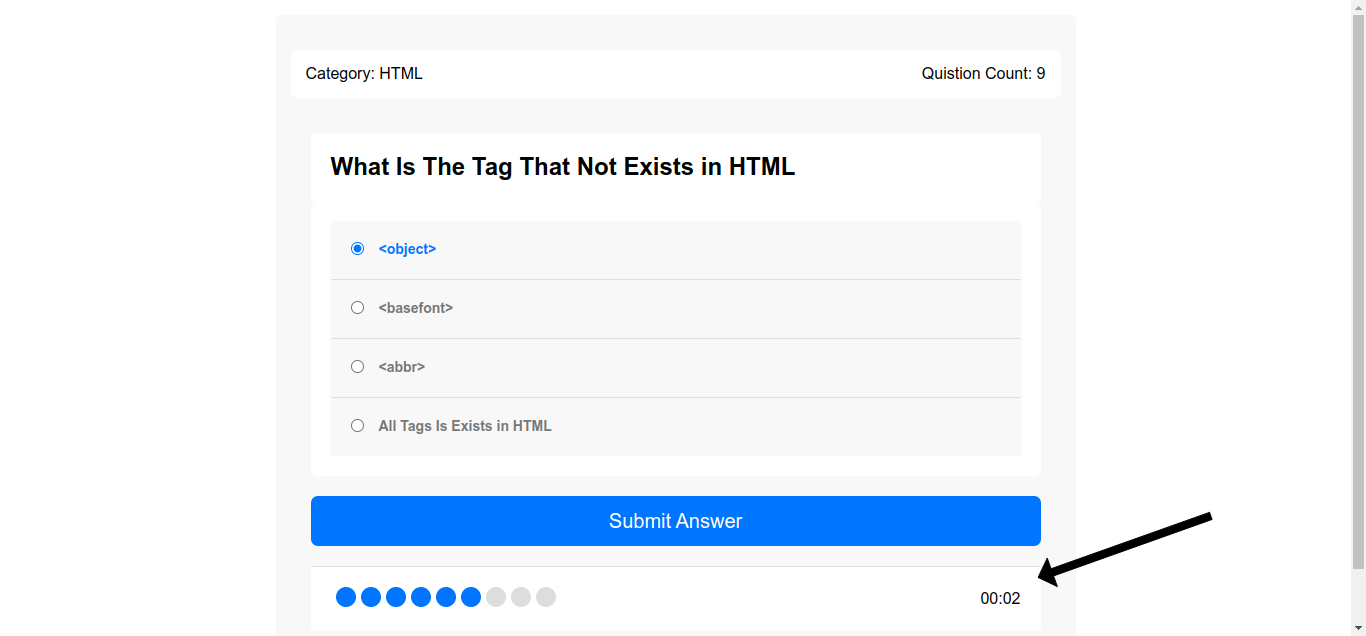 Category: HTML
Quistion Count: 9
What Is The Tag That Not Exists in HTML
<object>
<basefont>
<abbr>
All Tags Is Exists in HTML
Submit Answer
00:02